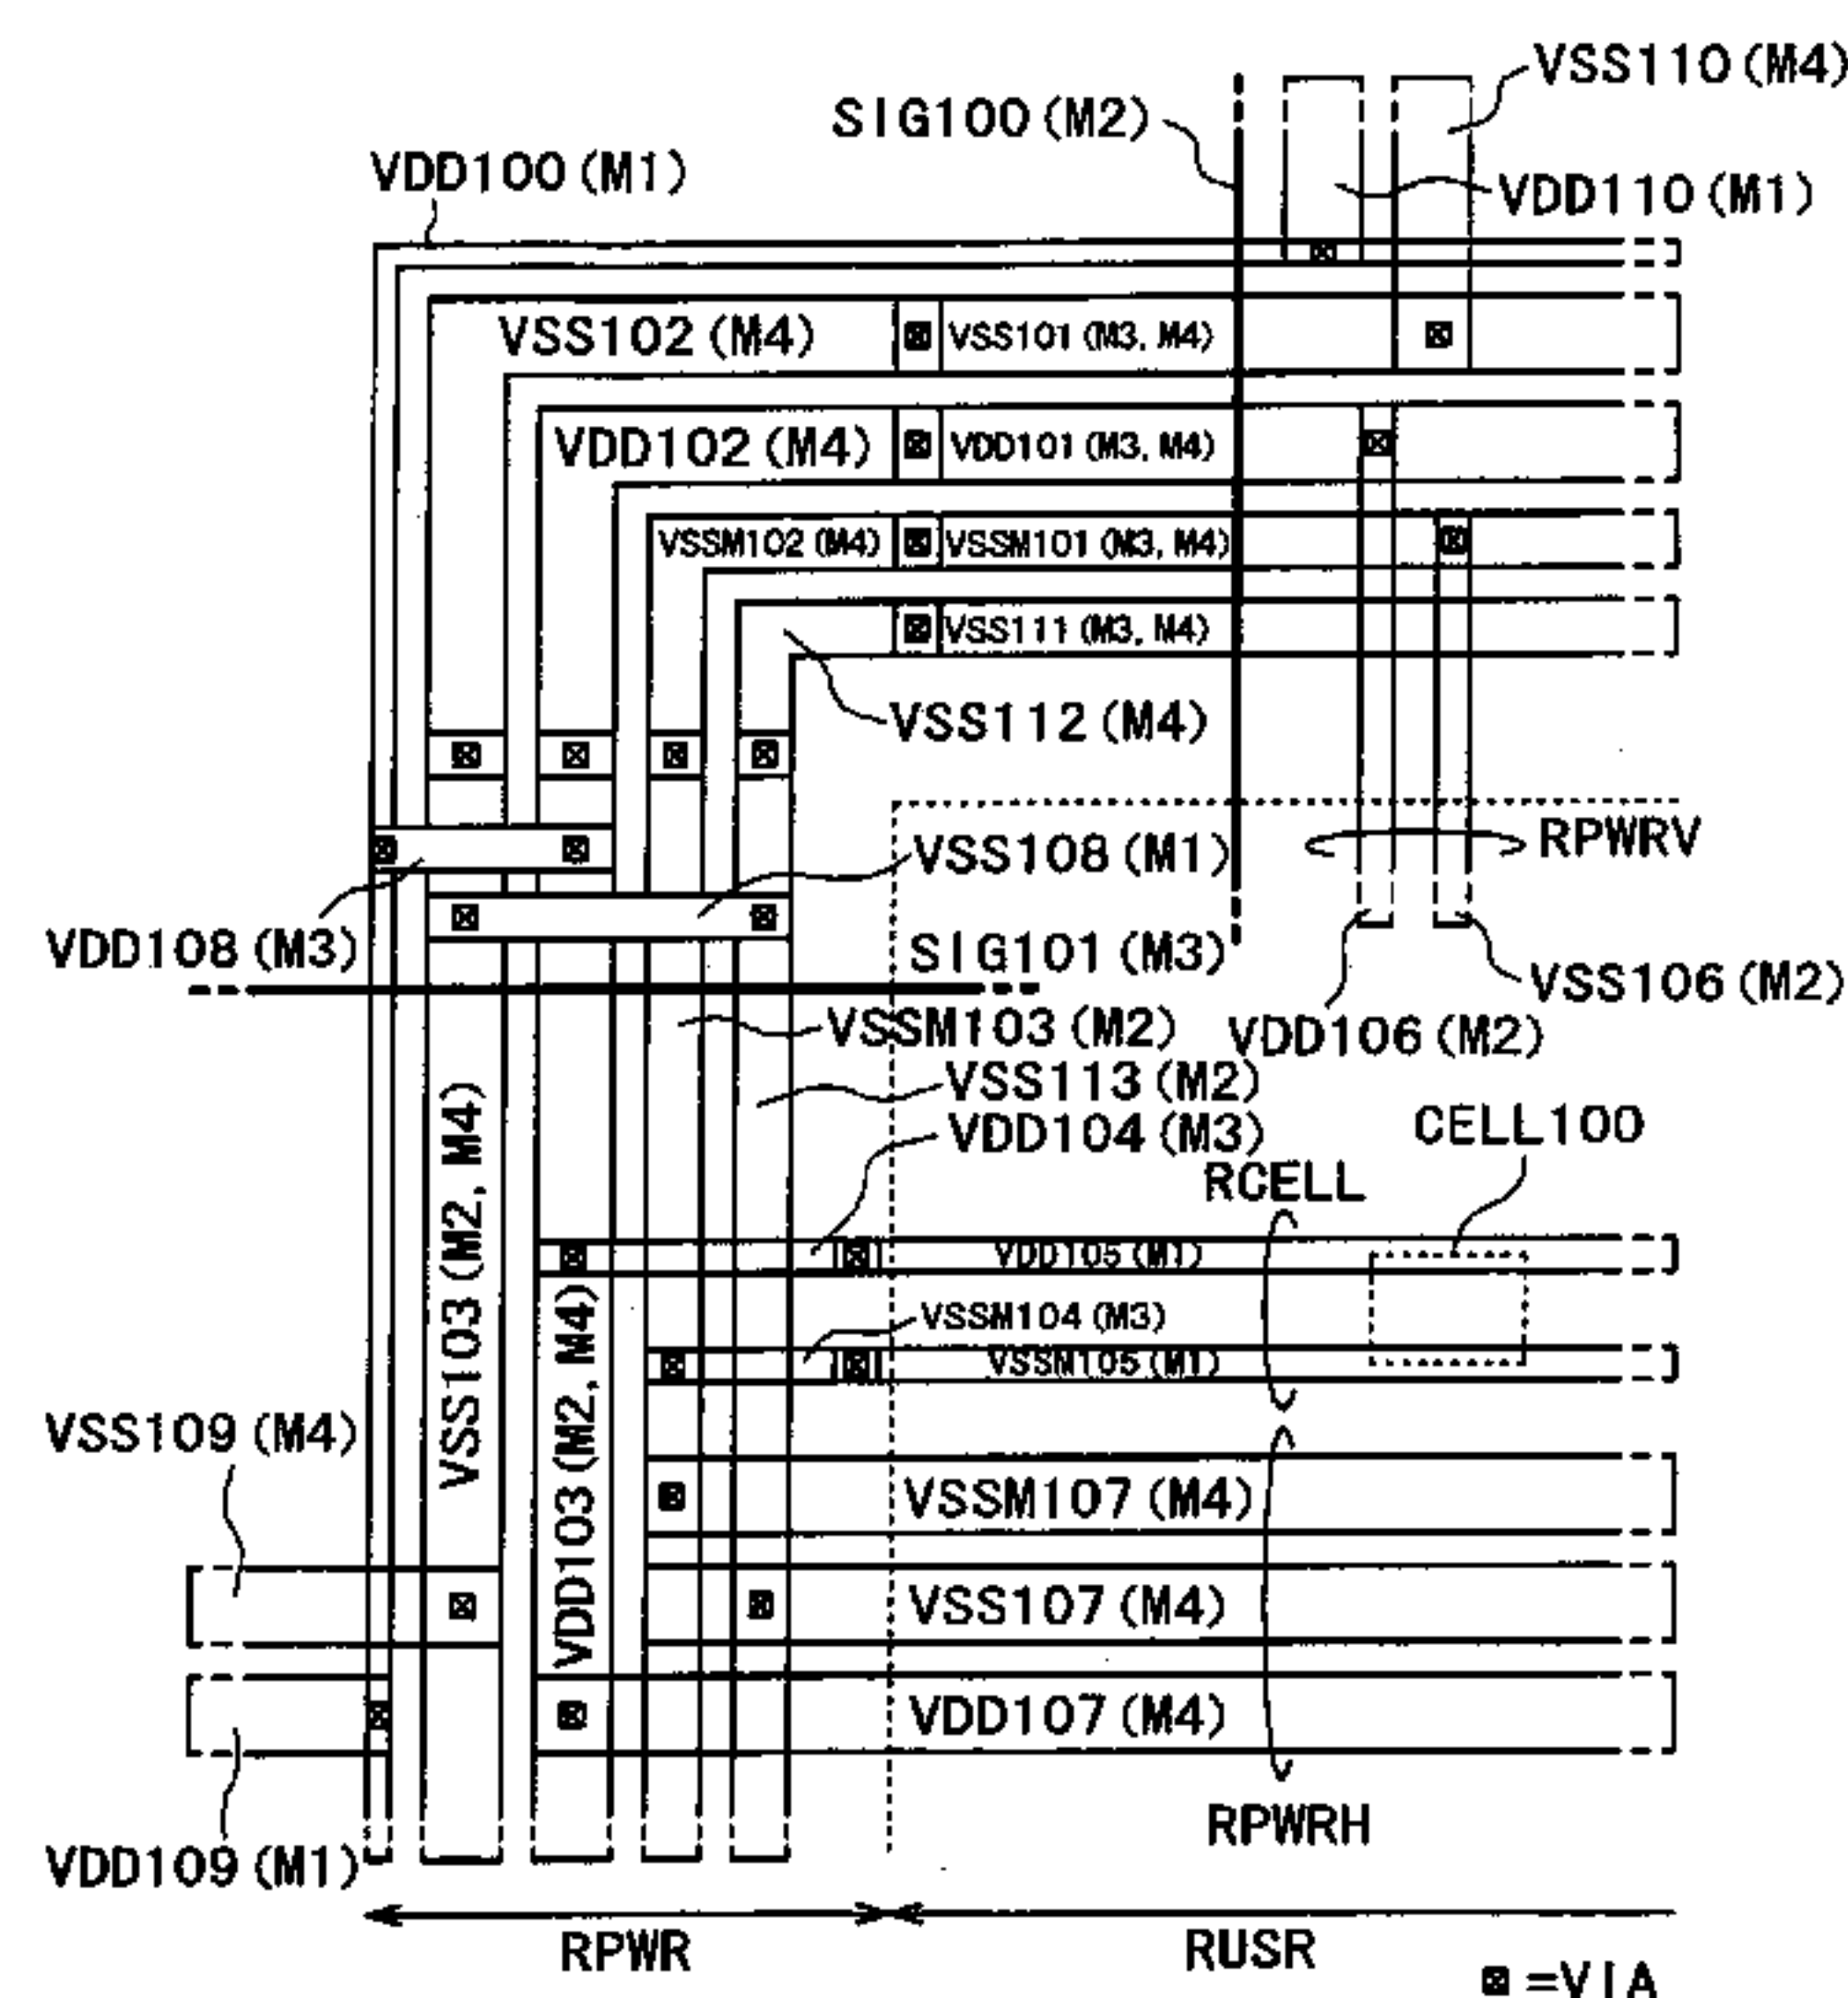 VSS110 (M4)
SIG100 (M2)
VDD100 (M1)
VDD110 (M1)
VSS102 (M4)
VSS101 (M3, M4)
VDD102 (M4)
VDD101 (M3, M4)
VSSM102 (M4)
VSSM101 (M3, M4)
VSS111 (M3, M4)
VSS112 (M4)
RPWRV
VSS108 (M1)
VDD108 (M3)
SIG101 (M3)
VSS106 (M2)
VSSM103 (M2)
VDD106 (M2)
VSS113 (M2)
VSS103 (M2, M4)
VDD104 (M3)
CELL100
RCELL
VDD105 (M1)
VDD103 (M2, M4)
VSSM104 (M3)
VSSM105 (M1)
VSS109 (M4)
VSSM107 (M4)
VSS107 (M4)
VDD107 (M4)
RPWRH
VDD109 (M1)
RPWR
RUSR
=VIA